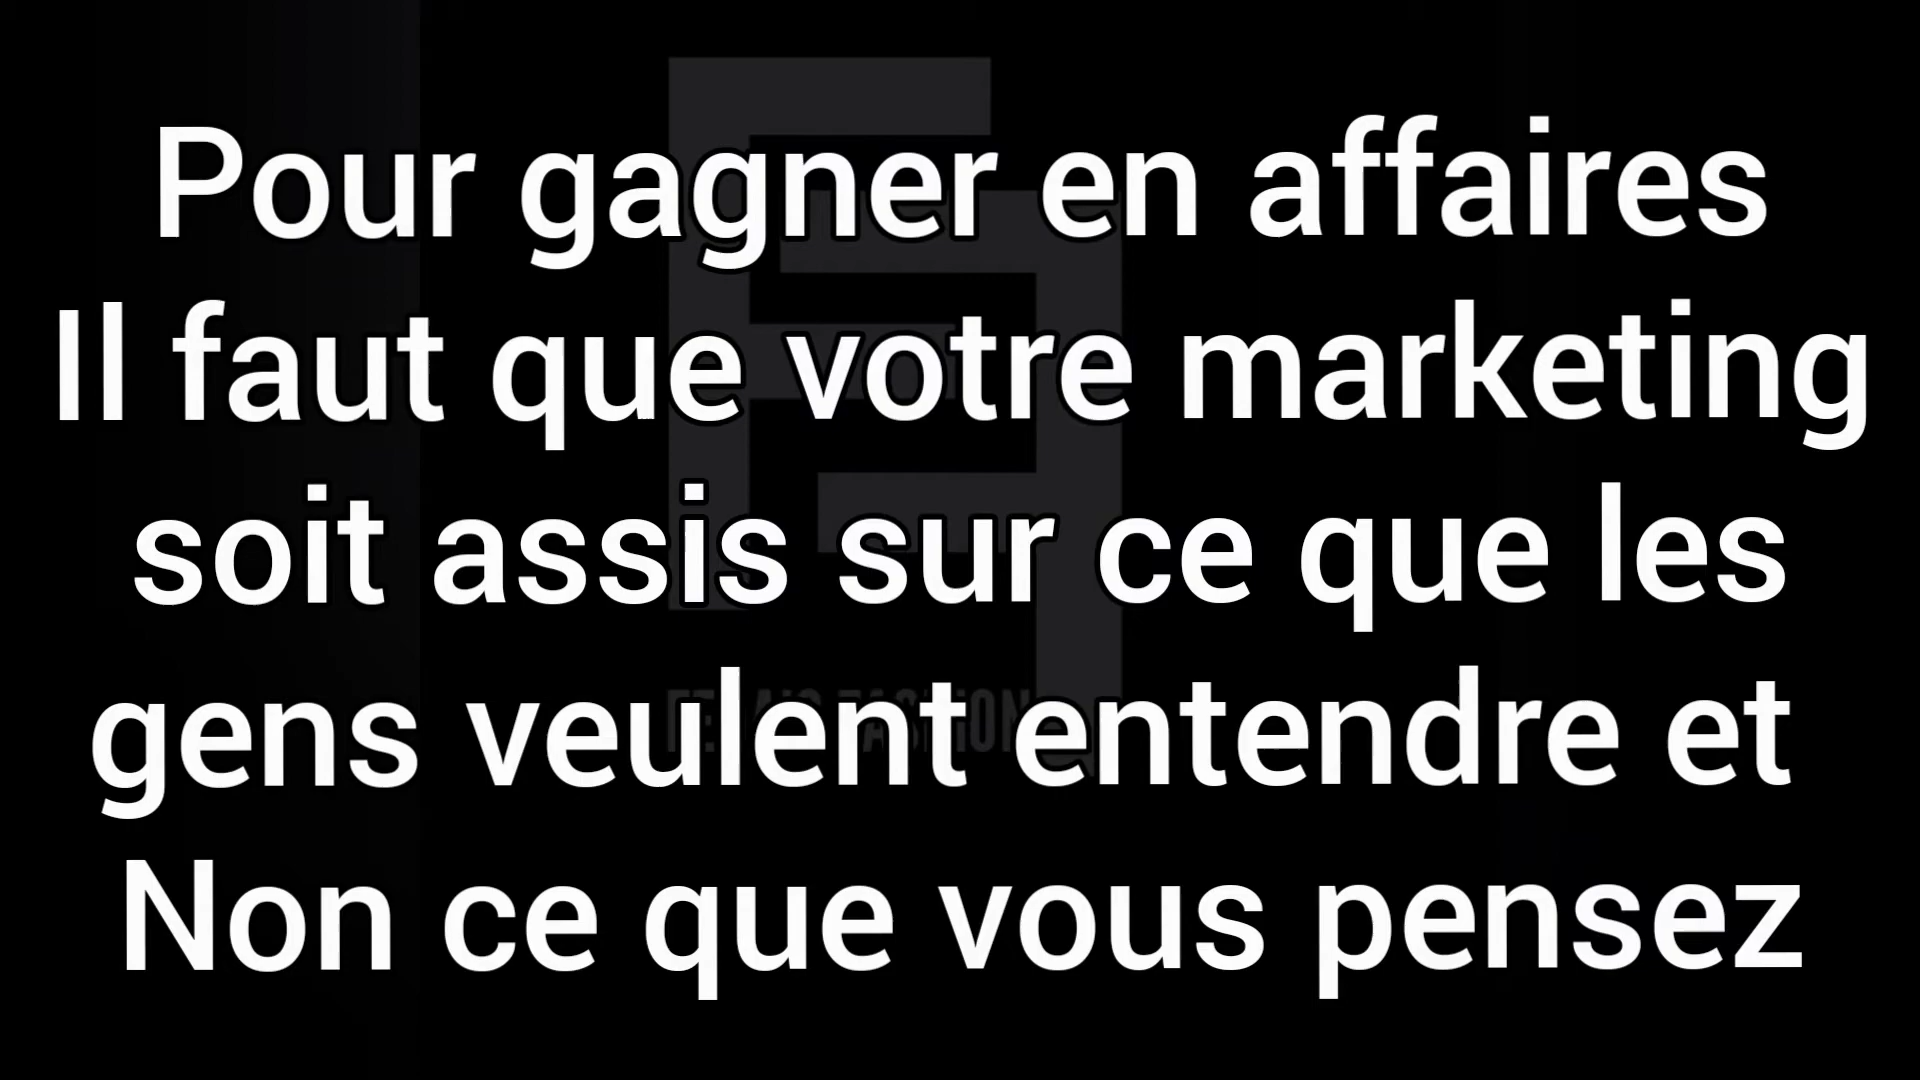 Pour gagner en affaires
Il faut que votre marketing
soit assis sur ce que les
gens veulent entendre et
Non ce que vous pensez